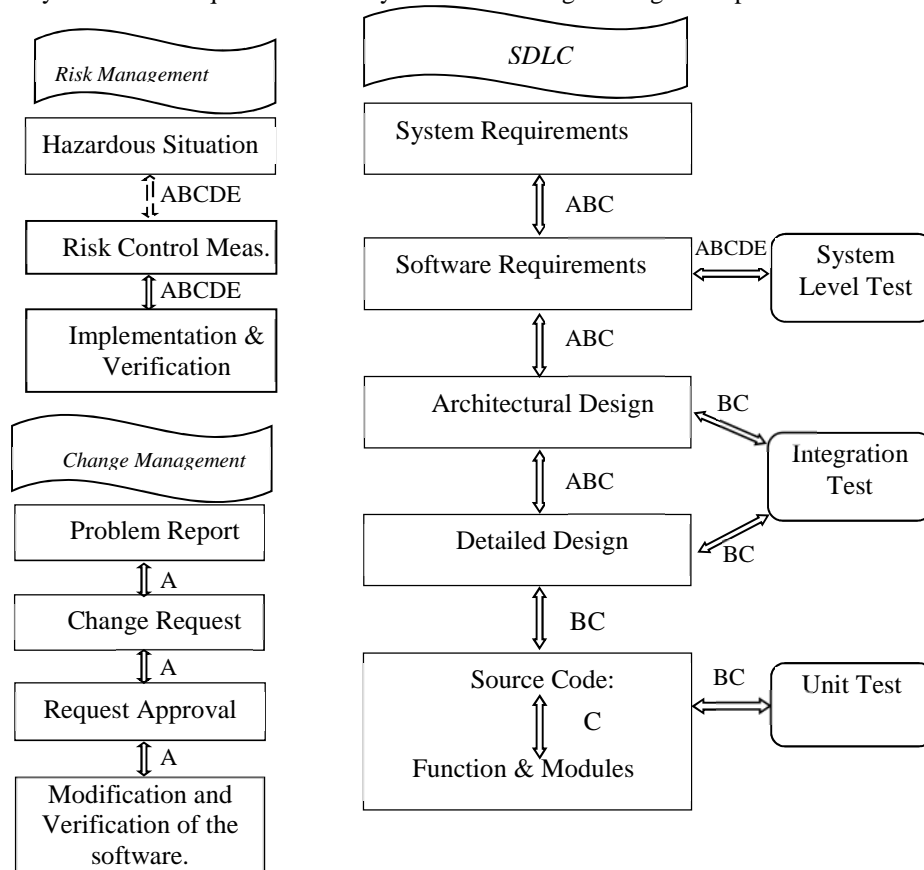 Risk Management
Hazardous Situation
ABCDE
Risk Control Meas.
ABCDE
Implementation &
Verification
Change Management
Problem Report
A
Change Request
A
Request Approval
A
Modification and
Verification of the
software.
SDLC
System Requirements
ABC
Software Requirements
ABCDE
System
Level Test
ABC
Architectural Design
BC
Integration
Test
ABC
Detailed Design
BC
BC
Source Code:
C
Function & Modules
BC
Unit Test